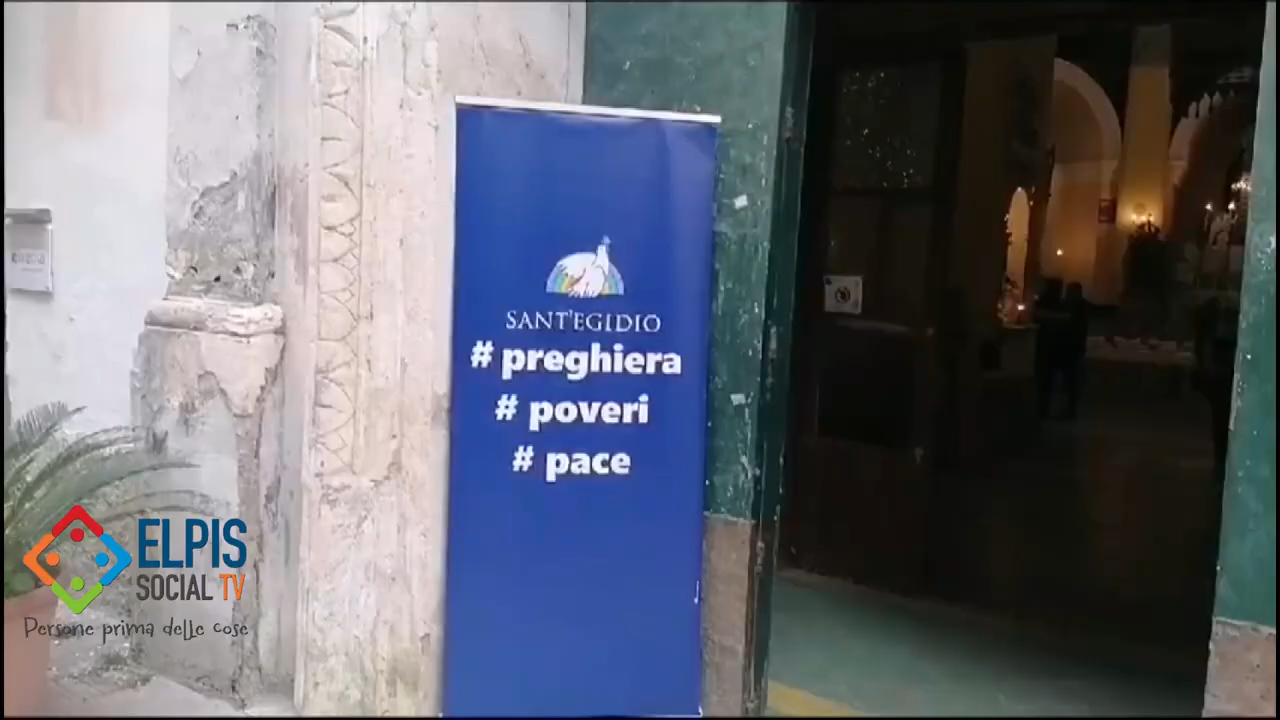 SANT'EGIDIO
# preghiera
# poveri
# pace
ELPIS
SOCIAL TV
Persone prima delle cose